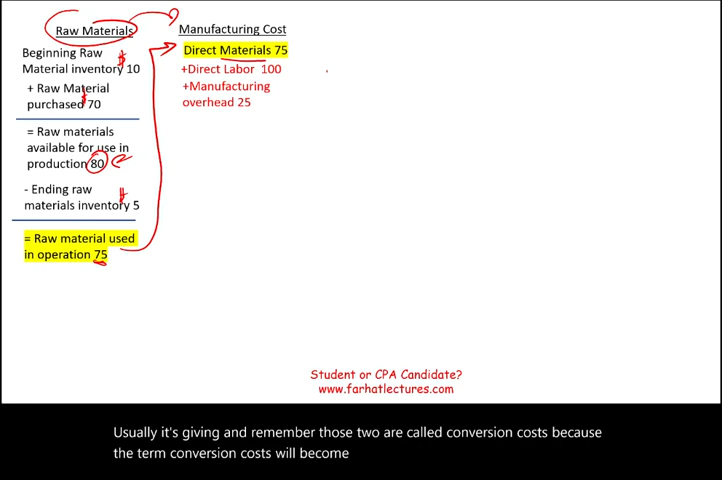 Raw Materials
Beginning Raw
Material inventory 10
+ Raw Material
purchased 70
= Raw materials
available for use in
production 80
- Ending raw
materials inventory 5
= Raw material used
in operation 75
Manufacturing Cost
Direct Materials 75
+Direct Labor 100
+Manufacturing
overhead 25
Student or CPA Candidate?
www.farhatlectures.com
Usually it's giving and remember those two are called conversion costs because
the term conversion costs will become